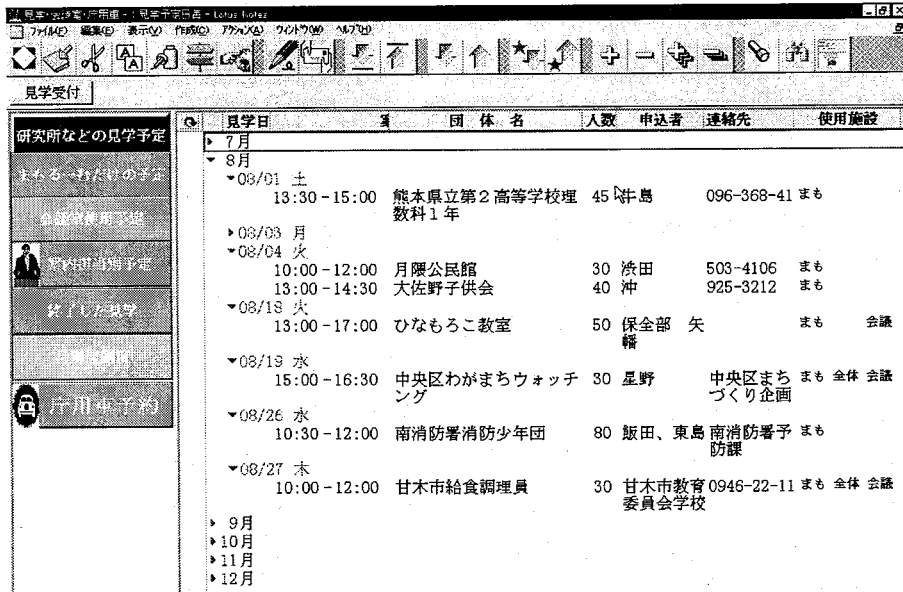 ファイル(F) 編集(E) 表示(V) 作成(C) アクション(A) ウィンドウ(W) ヘルプ(H)
見学受付
研究所などの見学予定
終了した見学
庁用車予約
見学日 団体名 人数 申込者 連絡先 使用施設
7月
8月
08/01 土
13:30-15:00 熊本県立第2高等学校理 45 牛島 096-368-41 まも
数科1年
08/03 月
08/04 火
10:00-12:00 月隈公民館 30 渋田 503-4106 まも
13:00-14:30 大佐野子供会 40 沖 925-3212 まも
08/18 火
13:00-17:00 ひなもろこ教室 50 保全部 矢 まも 会議
幡
08/19 水
15:00-16:30 中央区わがまちウォッチ 30 星野 中央区まち まも 全体 会議
ング づくり企画
08/26 水
10:30-12:00 南消防署消防少年団 80 飯田、東島 南消防署予 まも
防課
08/27 木
10:00-12:00 甘木市給食調理員 30 甘木市教育 0946-22-11 まも 全体 会議
委員会学校
9月
10月
11月
12月